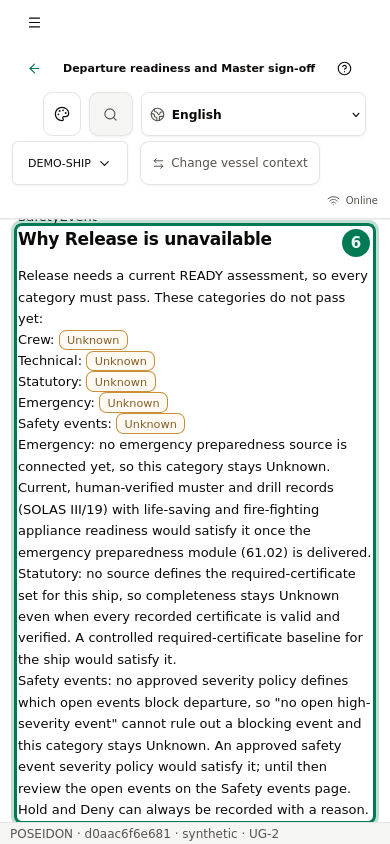 Departure readiness and Master sign-off
English
DEMO-SHIP
Change vessel context
Online
SafetyEvent
Why Release is unavailable
6
Release needs a current READY assessment, so every
category must pass. These categories do not pass
yet:
Crew: Unknown
Technical: Unknown
Statutory: Unknown
Emergency: Unknown
Safety events: Unknown
Emergency: no emergency preparedness source is
connected yet, so this category stays Unknown.
Current, human-verified muster and drill records
(SOLAS III/19) with life-saving and fire-fighting
appliance readiness would satisfy it once the
emergency preparedness module (61.02) is delivered.
Statutory: no source defines the required-certificate
set for this ship, so completeness stays Unknown
even when every recorded certificate is valid and
verified. A controlled required-certificate baseline for
the ship would satisfy it.
Safety events: no approved severity policy defines
which open events block departure, so "no open high-
severity event" cannot rule out a blocking event and
this category stays Unknown. An approved safety
event severity policy would satisfy it; until then
review the open events on the Safety events page.
Hold and Deny can always be recorded with a reason.
POSEIDON · d0aac6f6e681 · synthetic · UG-2